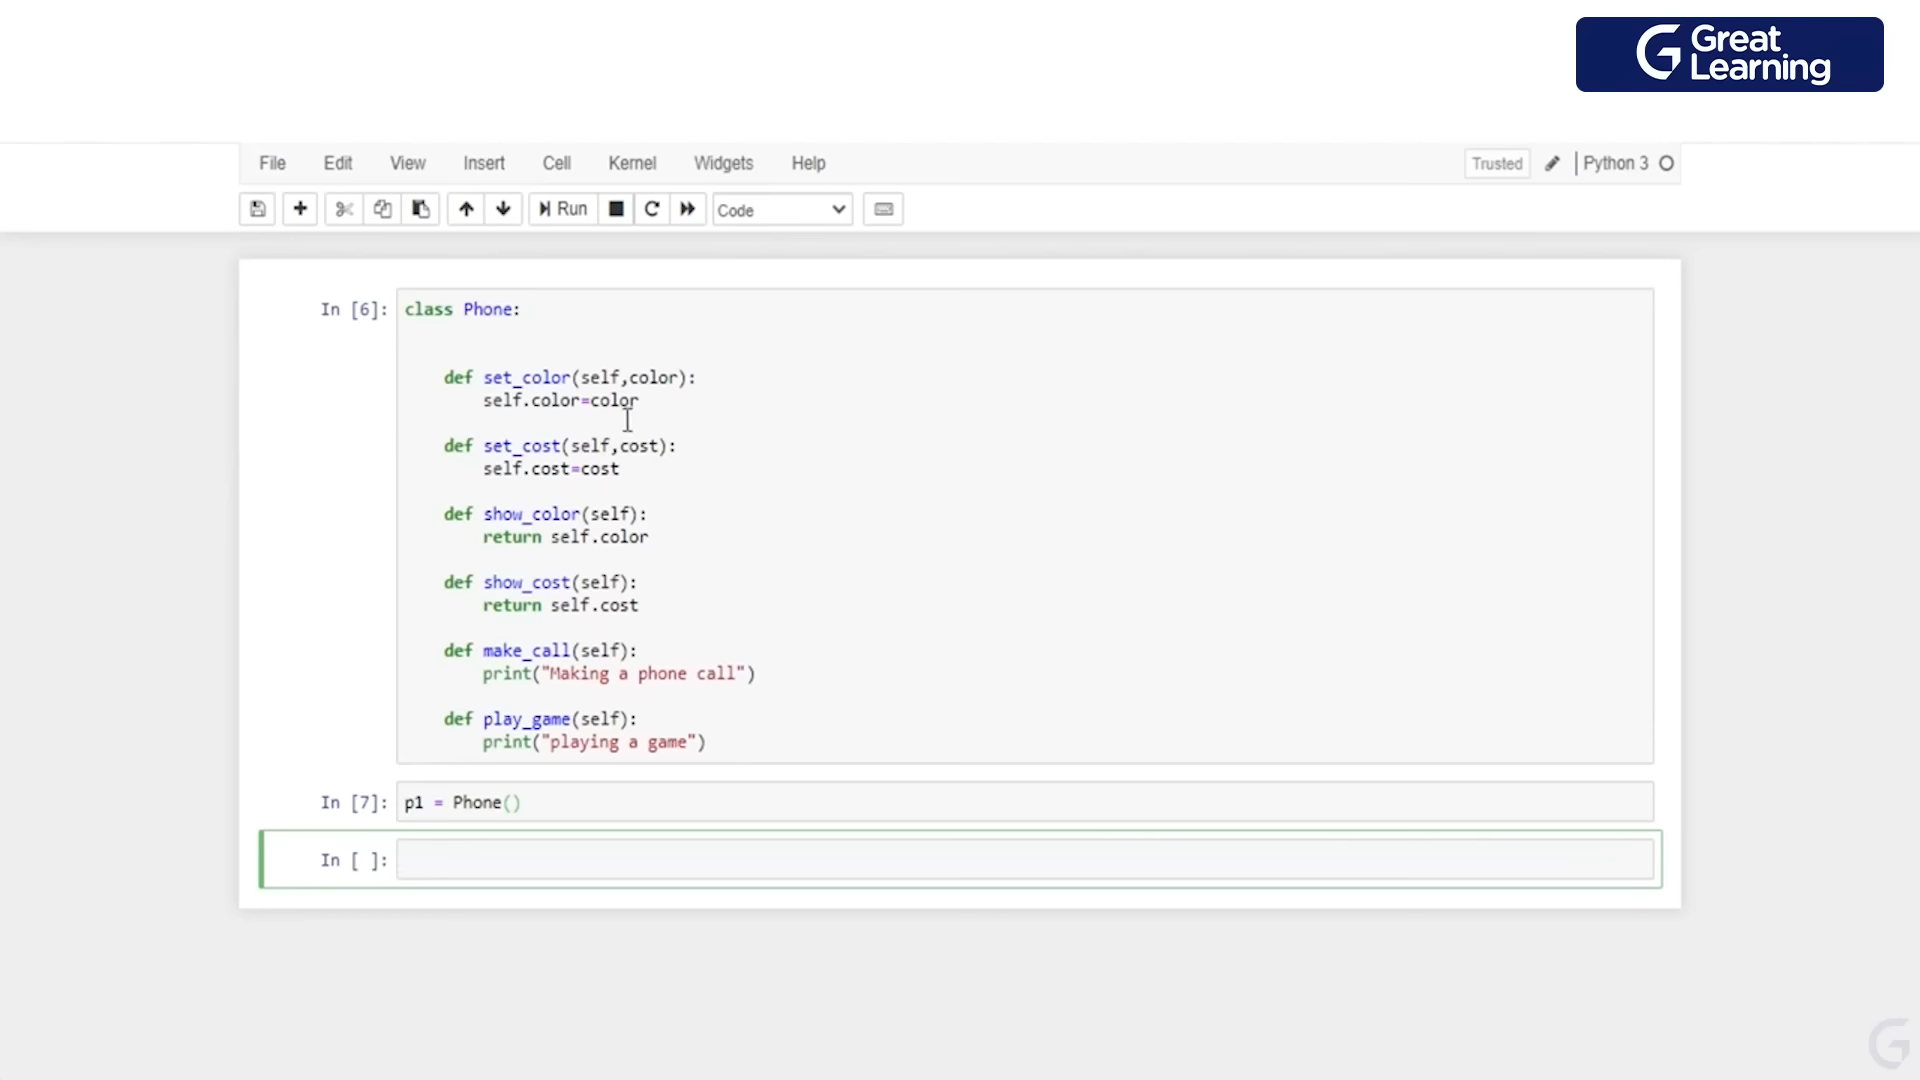 Great
Learning
File Edit View Insert Cell Kernel Widgets Help Trusted Python 3
Run Code
In [6]: class Phone:
def set_color(self,color):
self.color=color
def set_cost(self,cost):
self.cost=cost
def show_color(self):
return self.color
def show_cost(self):
return self.cost
def make_call(self):
print("Making a phone call")
def play_game(self):
print("playing a game")
In [7]: p1 = Phone()
In [ ]: